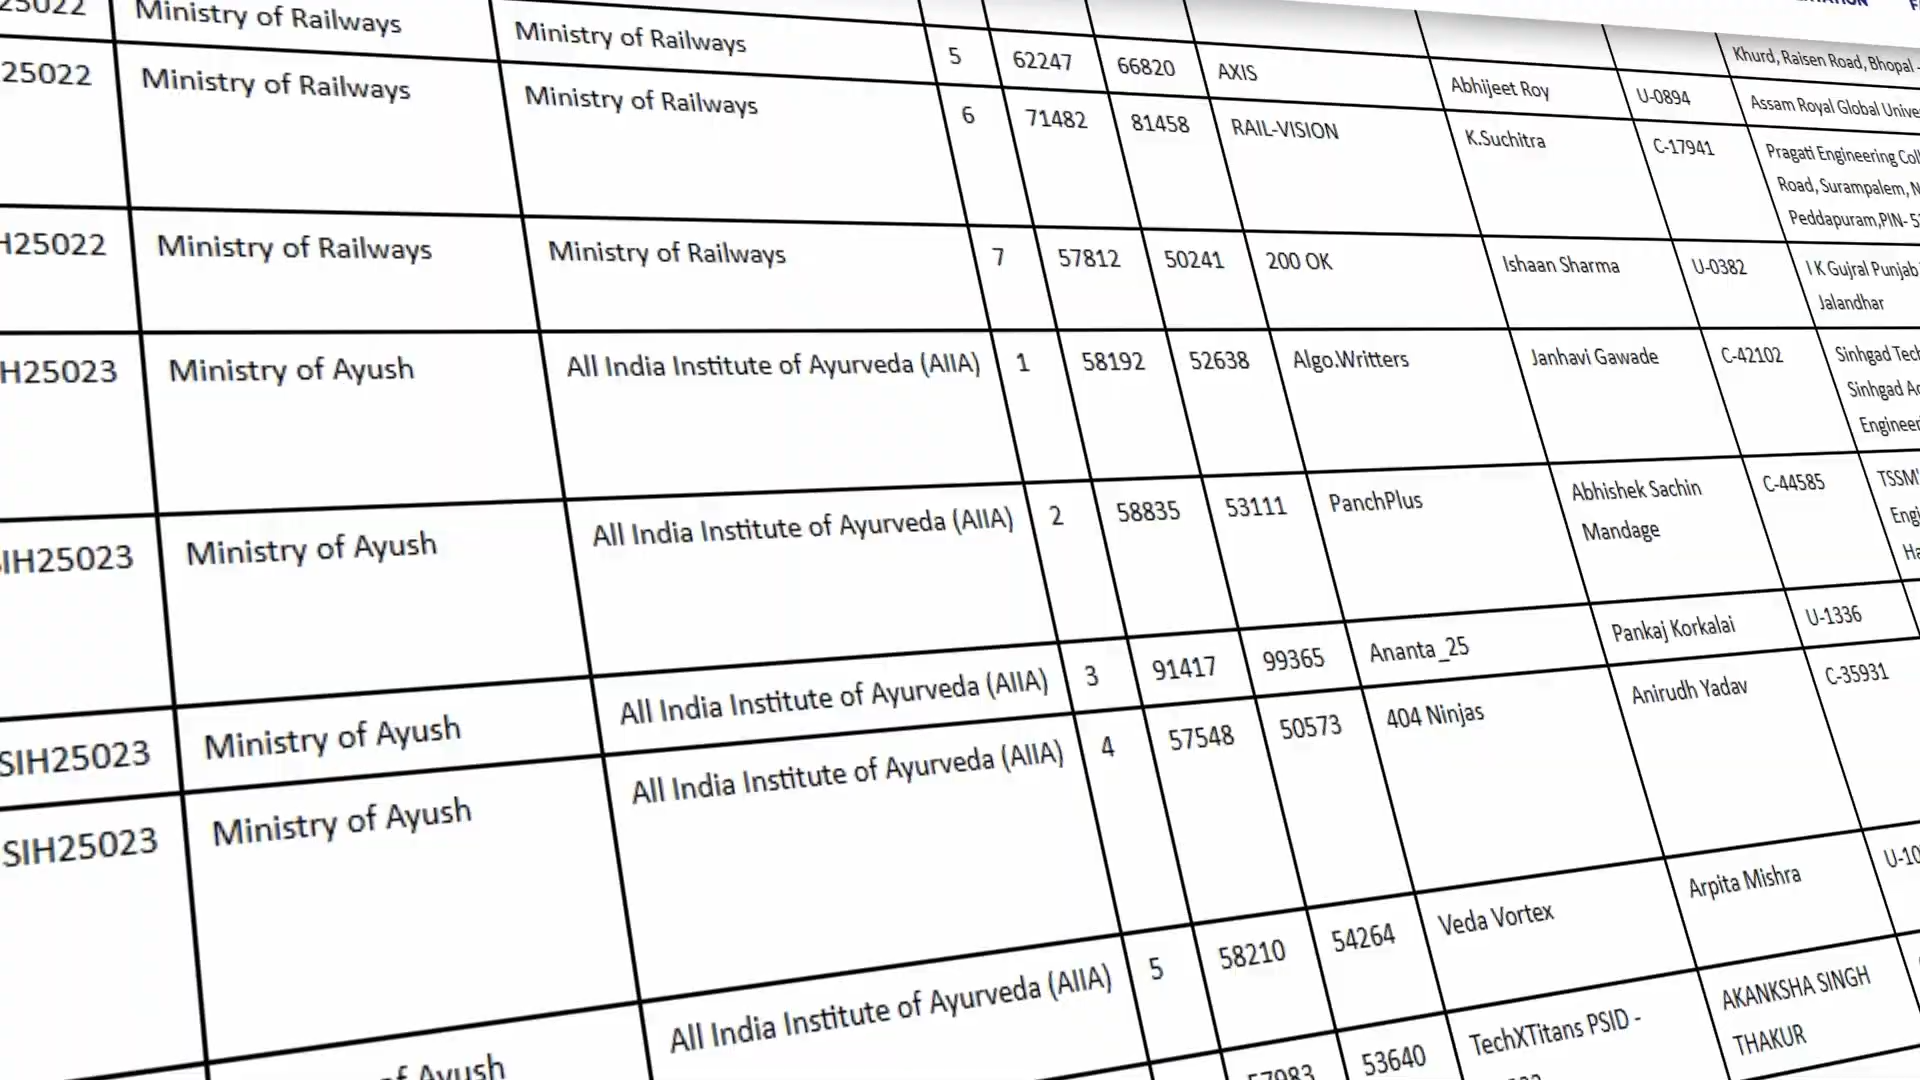 25022 Ministry of Railways Ministry of Railways 5 62247 66820 AXIS Abhijeet Roy U-0894 Assam Royal Global
Khurd, Raisen Road, Bhopal -
25022 Ministry of Railways Ministry of Railways 6 71482 81458 RAIL-VISION K.Suchitra C-17941 Pragati Engineering
Road, Surampalem,
Peddapuram,PIN- 5
H25022 Ministry of Railways Ministry of Railways 7 57812 50241 200 OK Ishaan Sharma U-0382 I K Gujral Punjab
Jalandhar
H25023 Ministry of Ayush All India Institute of Ayurveda (AIIA) 1 58192 52638 Algo.Writters Janhavi Gawade C-42102 Sinhgad Tech
Sinhgad
Engineer
IH25023 Ministry of Ayush All India Institute of Ayurveda (AIIA) 2 58835 53111 PanchPlus Abhishek Sachin C-44585 TSSM'
Mandage Engi
Ha
SIH25023 Ministry of Ayush All India Institute of Ayurveda (AIIA) 3 91417 99365 Ananta_25 Pankaj Korkalai U-1336
SIH25023 Ministry of Ayush All India Institute of Ayurveda (AIIA) 4 57548 50573 404 Ninjas Anirudh Yadav C-35931
of Ayush All India Institute of Ayurveda (AIIA) 5 58210 54264 Veda Vortex Arpita Mishra U-10
53640 TechXTitans PSID - AKANKSHA SINGH
THAKUR